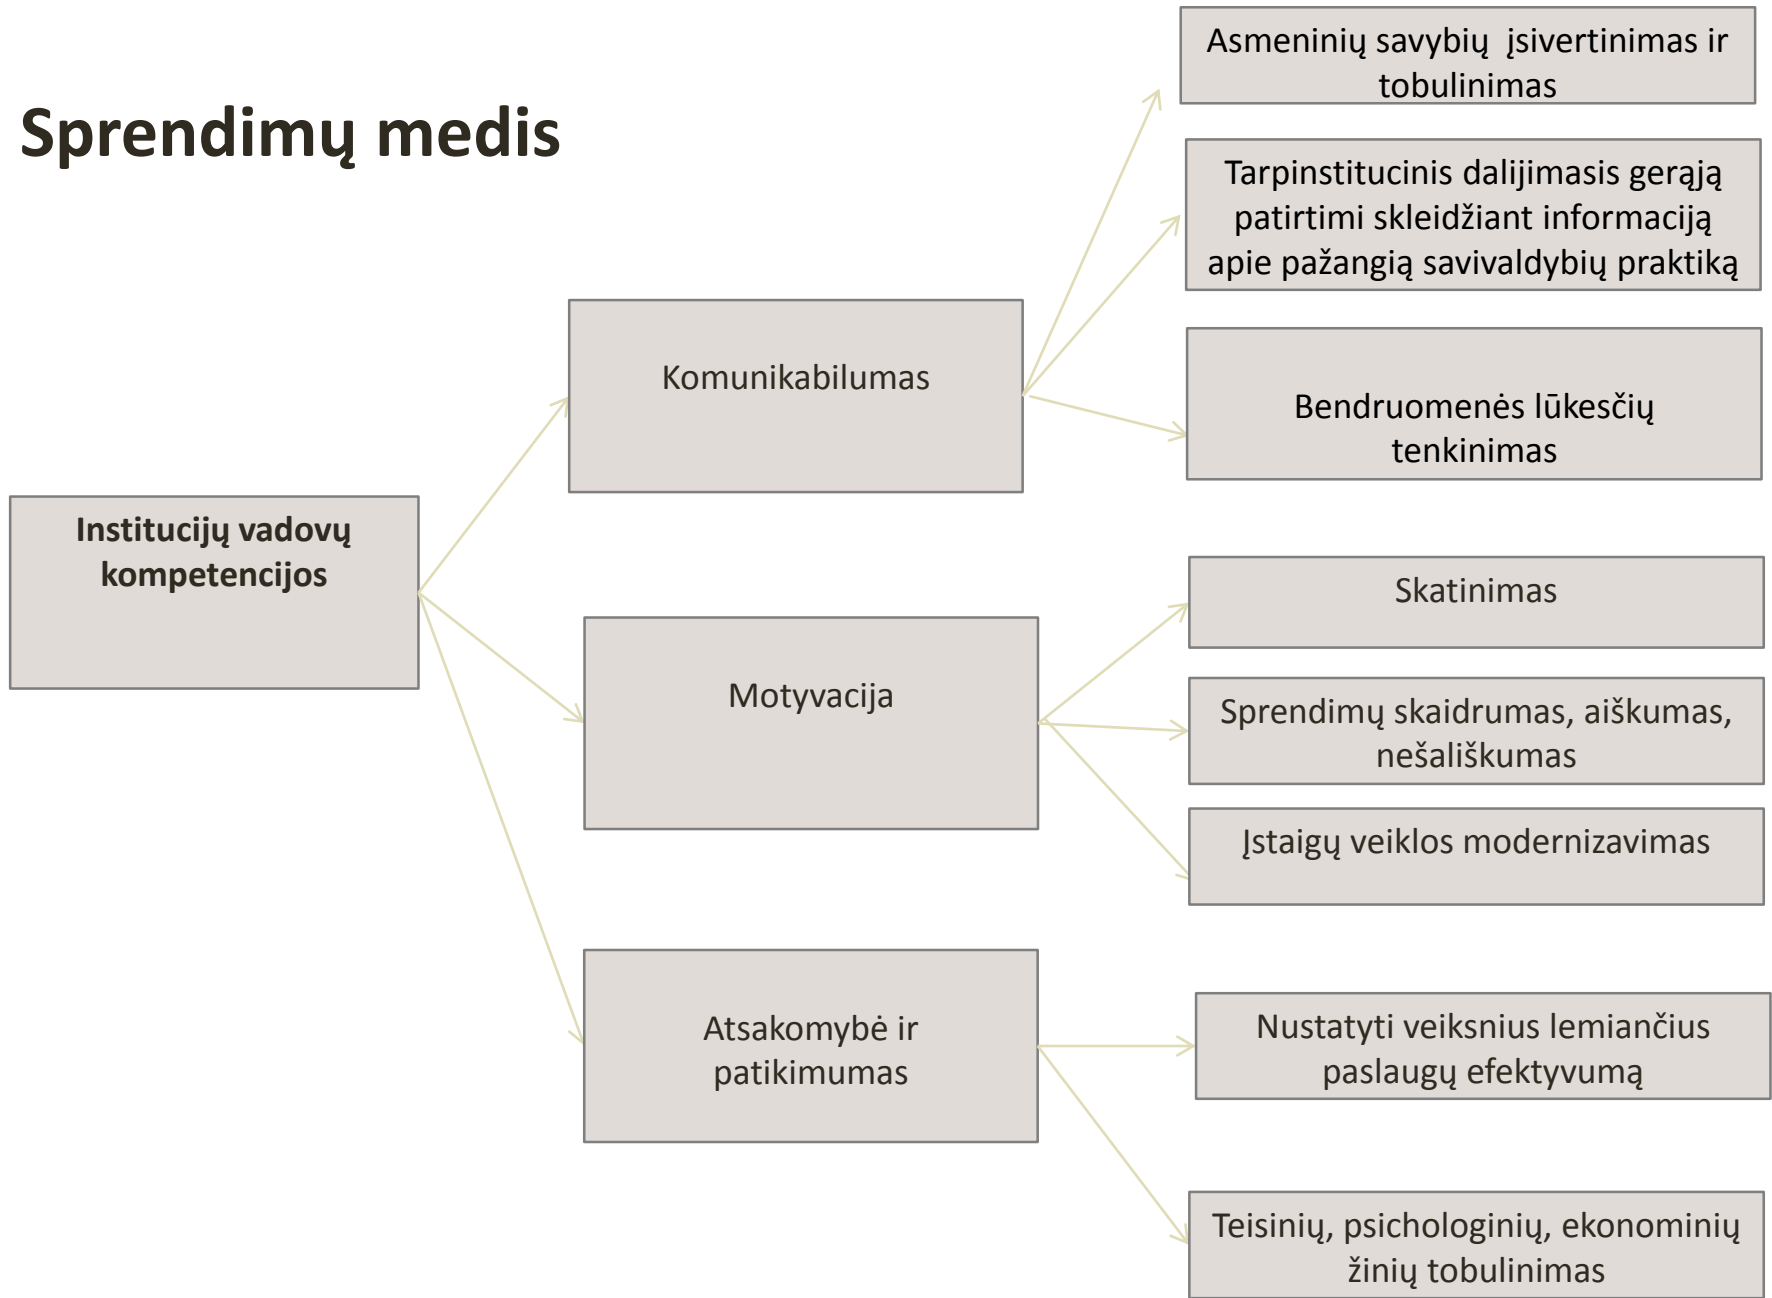 Sprendimų medis
Institucijų vadovų
kompetencijos
Komunikabilumas
Asmeninių savybių  įsivertinimas ir
tobulinimas
Tarpinstitucinis dalijimasis gerąją
patirtimi skleidžiant informaciją
apie pažangią savivaldybių praktiką
Bendruomenės lūkesčių
tenkinimas
Motyvacija
Skatinimas
Sprendimų skaidrumas, aiškumas,
nešališkumas
Įstaigų veiklos modernizavimas
Atsakomybė ir
patikimumas
Nustatyti veiksnius lemiančius
paslaugų efektyvumą
Teisinių, psichologinių, ekonominių
žinių tobulinimas